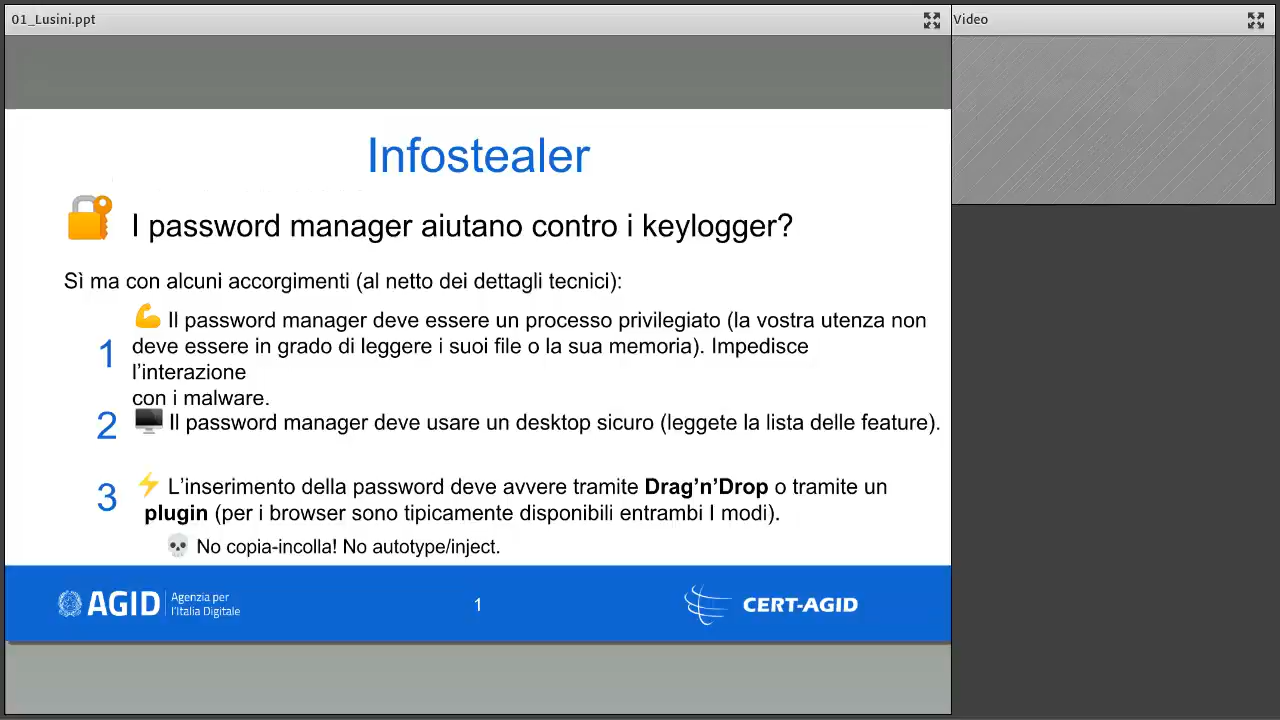 01_Lusini.ppt
Video
Infostealer
I password manager aiutano contro i keylogger?
Sì ma con alcuni accorgimenti (al netto dei dettagli tecnici):
1
Il password manager deve essere un processo privilegiato (la vostra utenza non
deve essere in grado di leggere i suoi file o la sua memoria). Impedisce
l’interazione
con i malware.
2
Il password manager deve usare un desktop sicuro (leggete la lista delle feature).
3
L’inserimento della password deve avvere tramite Drag’n’Drop o tramite un
plugin (per i browser sono tipicamente disponibili entrambi I modi).
No copia-incolla! No autotype/inject.
AGID
Agenzia per
l’Italia Digitale
1
CERT-AGID